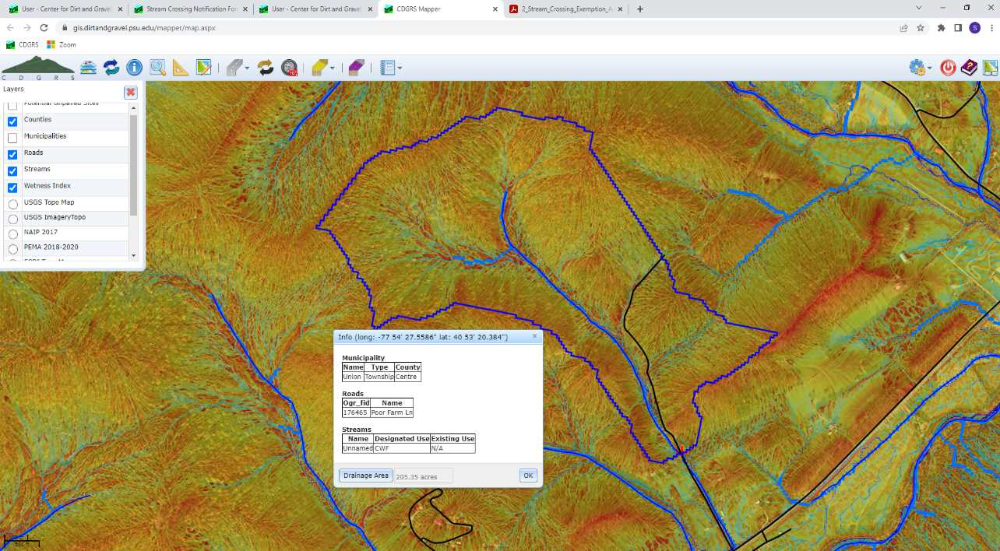 User - Center for Dirt and Gravel
Stream Crossing Notification For
User - Center for Dirt and Gravel
CDGRS Mapper
2_Stream_Crossing_Exemption_A
gis.dirtandgravel.psu.edu/mapper/map.aspx
S
CDGRS
Zoom
C D G R S
Layers
Potential Unpaved Sites
Counties
Municipalities
Roads
Streams
Wetness Index
USGS Topo Map
USGS ImageryTopo
NAIP 2017
PEMA 2018-2020
Info (long: -77 54' 27.5586" lat: 40 53' 20.384")
Municipality
Name Type County
Union Township Centre
Roads
Ogr_fid Name
176465 Poor Farm Ln
Streams
Name Designated Use Existing Use
Unnamed CWF N/A
Drainage Area 205.35 acres OK